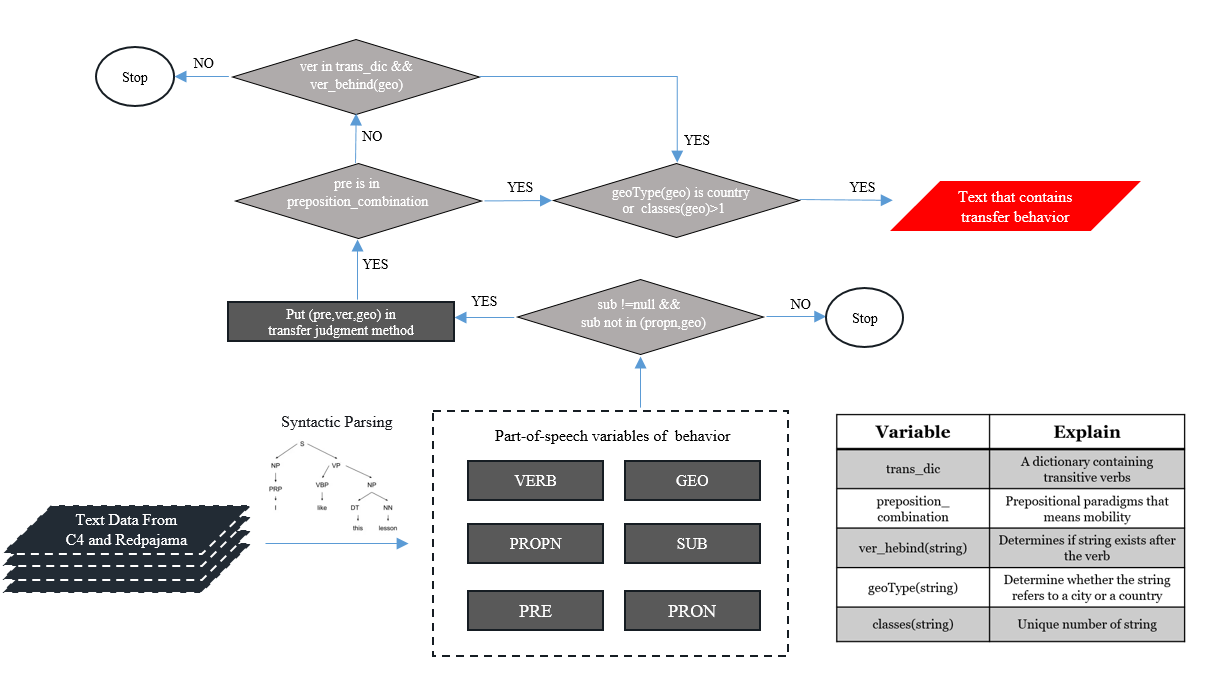 NO
Stop
ver in trans_dic &&
ver_behind(geo)
NO
YES
pre is in
preposition_combination
YES
geoType(geo) is country
or classes(geo)>1
YES
Text that contains
transfer behavior
YES
Put (pre,ver,geo) in
transfer judgment method
YES
sub !=null &&
sub not in (propn,geo)
NO
Stop
Syntactic Parsing
S
NP
VP
PRP
VBP
NP
I
like
DT
NN
this
lesson
Text Data From
C4 and Redpajama
Part-of-speech variables of behavior
VERB
GEO
PROPN
SUB
PRE
PRON
Variable
Explain
trans_dic
A dictionary containing
transitive verbs
preposition_
combination
Prepositional paradigms that
means mobility
ver_hebind(string)
Determines if string exists after
the verb
geoType(string)
Determine whether the string
refers to a city or a country
classes(string)
Unique number of string